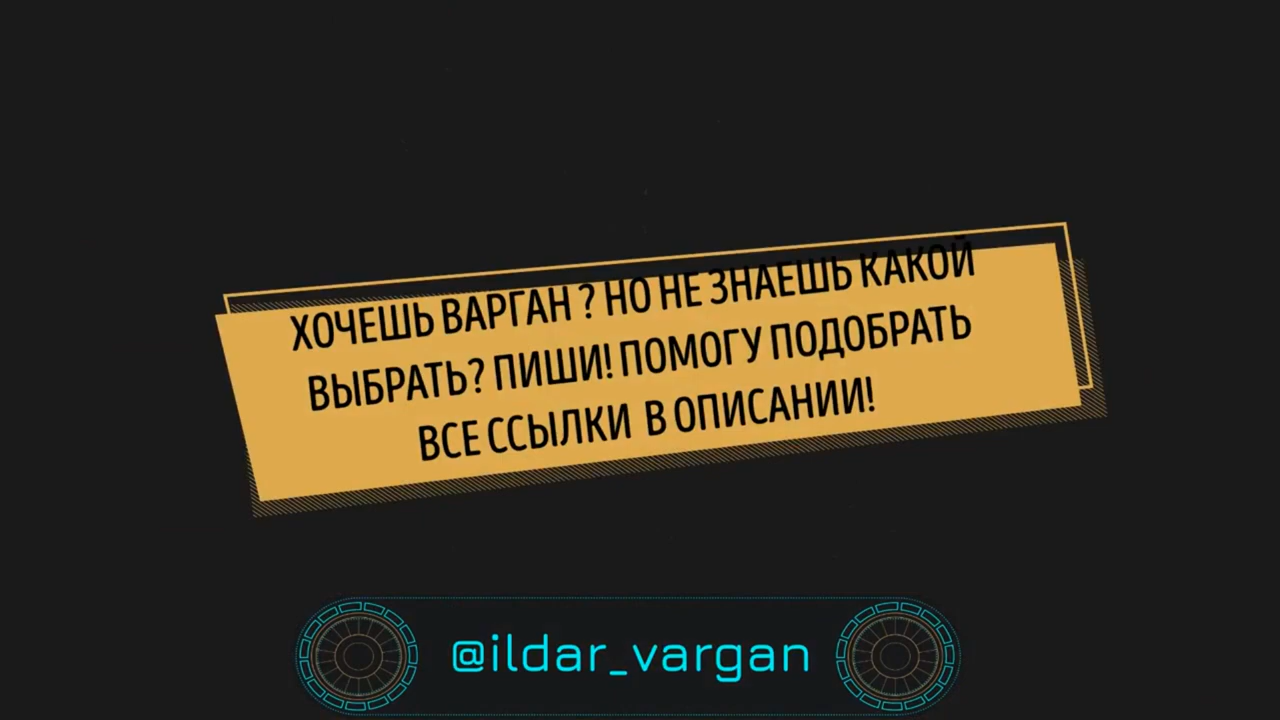 ХОЧЕШЬ ВАРГАН ? НО НЕ ЗНАЕШЬ КАКОЙ
ВЫБРАТЬ? ПИШИ! ПОМОГУ ПОДОБРАТЬ
ВСЕ ССЫЛКИ В ОПИСАНИИ!
@ildar_vargan